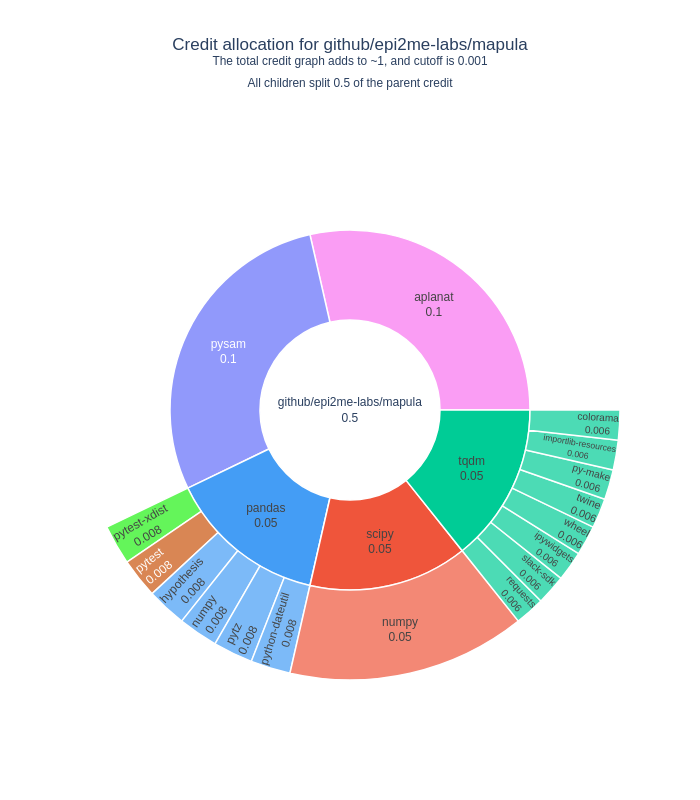 Credit allocation for github/epi2me-labs/mapula
The total credit graph adds to ~1, and cutoff is 0.001
All children split 0.5 of the parent credit
aplanat
0.1
pysam
0.1
github/epi2me-labs/mapula
0.5
colorama
0.006
importlib-resources
0.006
py-make
0.006
twine
0.006
wheel
0.006
ipywidgets
0.006
slack-sdk
0.006
requests
0.006
tqdm
0.05
pandas
0.05
scipy
0.05
numpy
0.05
pytest-xdist
0.008
pytest
0.008
hypothesis
0.008
numpy
0.008
pytz
0.008
python-dateutil
0.008